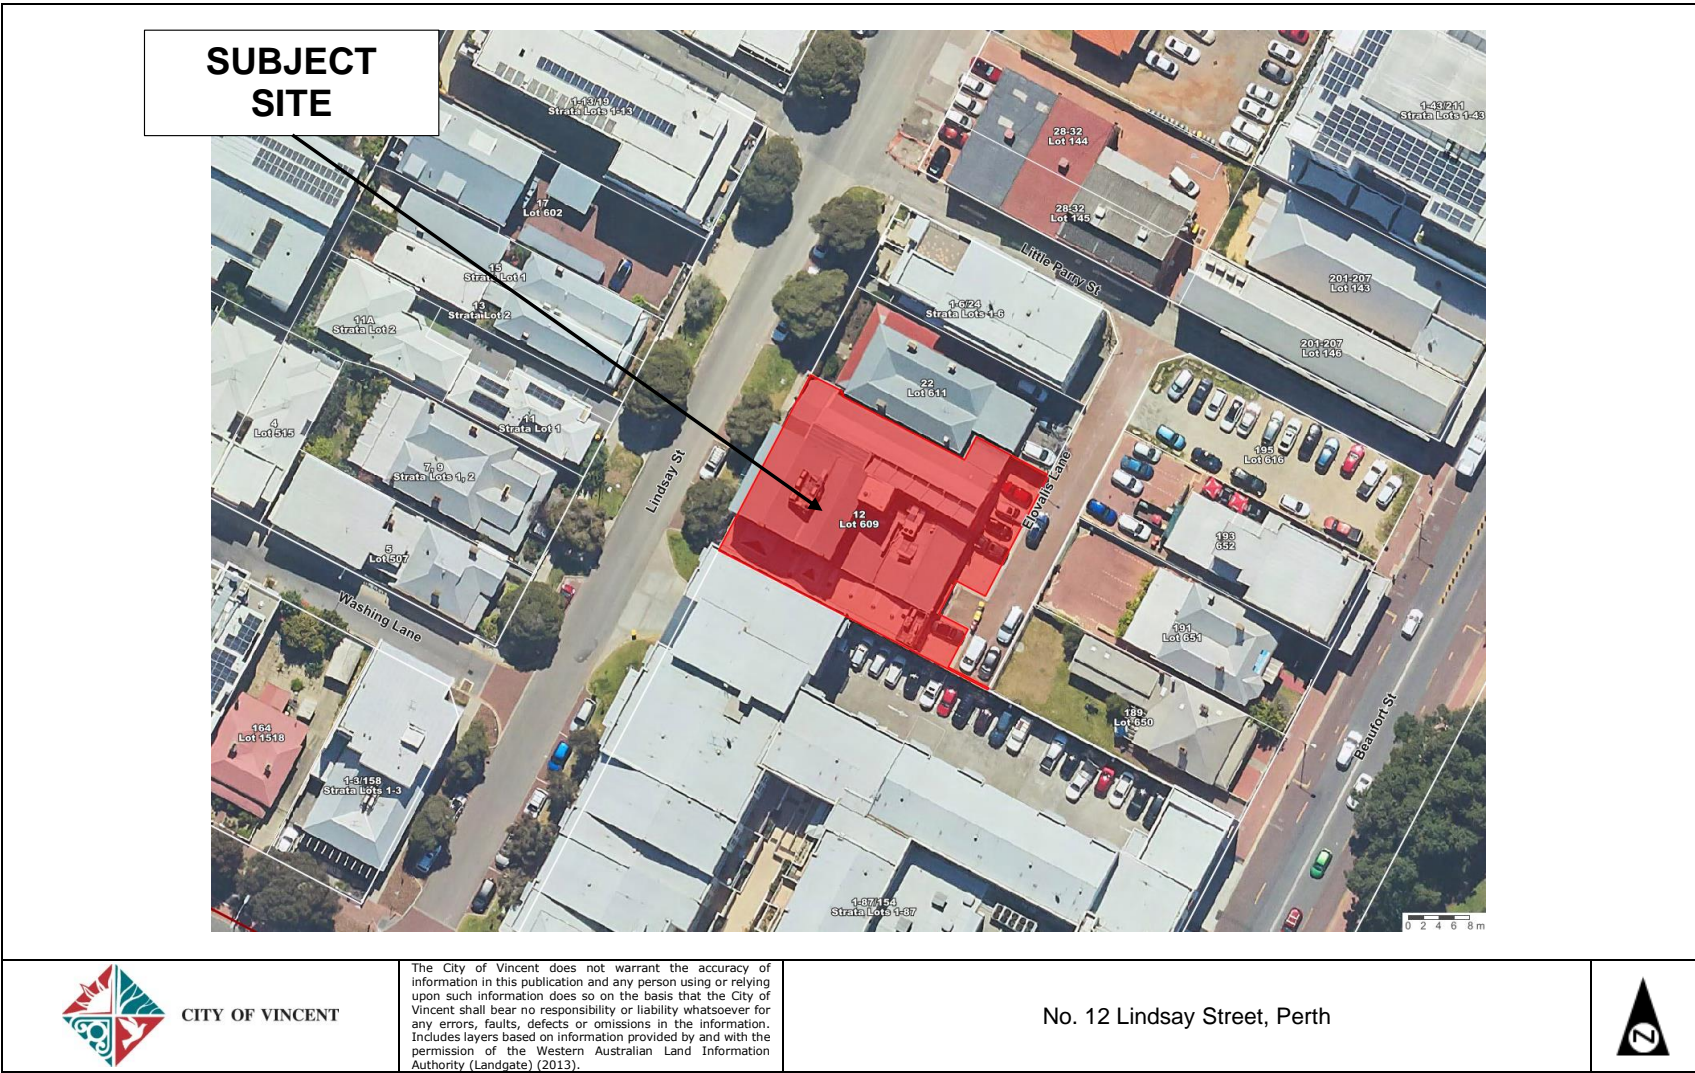 SUBJECT
SITE
1-13/19
Strata Lots 1-13
1-43/211
Strata Lots 1-43
28-32
Lot 144
17
Lot 602
28-32
Lot 145
Little Parry St
15
Strata Lot 1
201-207
Lot 143
13
Strata Lot 2
1-6/24
Strata Lots 1-6
11A
Strata Lot 2
201-207
Lot 146
22
Lot 611
4
Lot 515
11
Strata Lot 1
195
Lot 616
7, 9
Strata Lots 1, 2
Lindsay St
Elovalis Lane
12
Lot 609
193
652
5
Lot 507
Washing Lane
191
Lot 651
164
Lot 1518
189
Lot 650
Beaufort St
1-3/158
Strata Lots 1-3
1-87/154
Strata Lots 1-87
0 2 4 6 8 m
CITY OF VINCENT
The City of Vincent does not warrant the accuracy of
information in this publication and any person using or relying
upon such information does so on the basis that the City of
Vincent shall bear no responsibility or liability whatsoever for
any errors, faults, defects or omissions in the information.
Includes layers based on information provided by and with the
permission of the Western Australian Land Information
Authority (Landgate) (2013).
No. 12 Lindsay Street, Perth
N